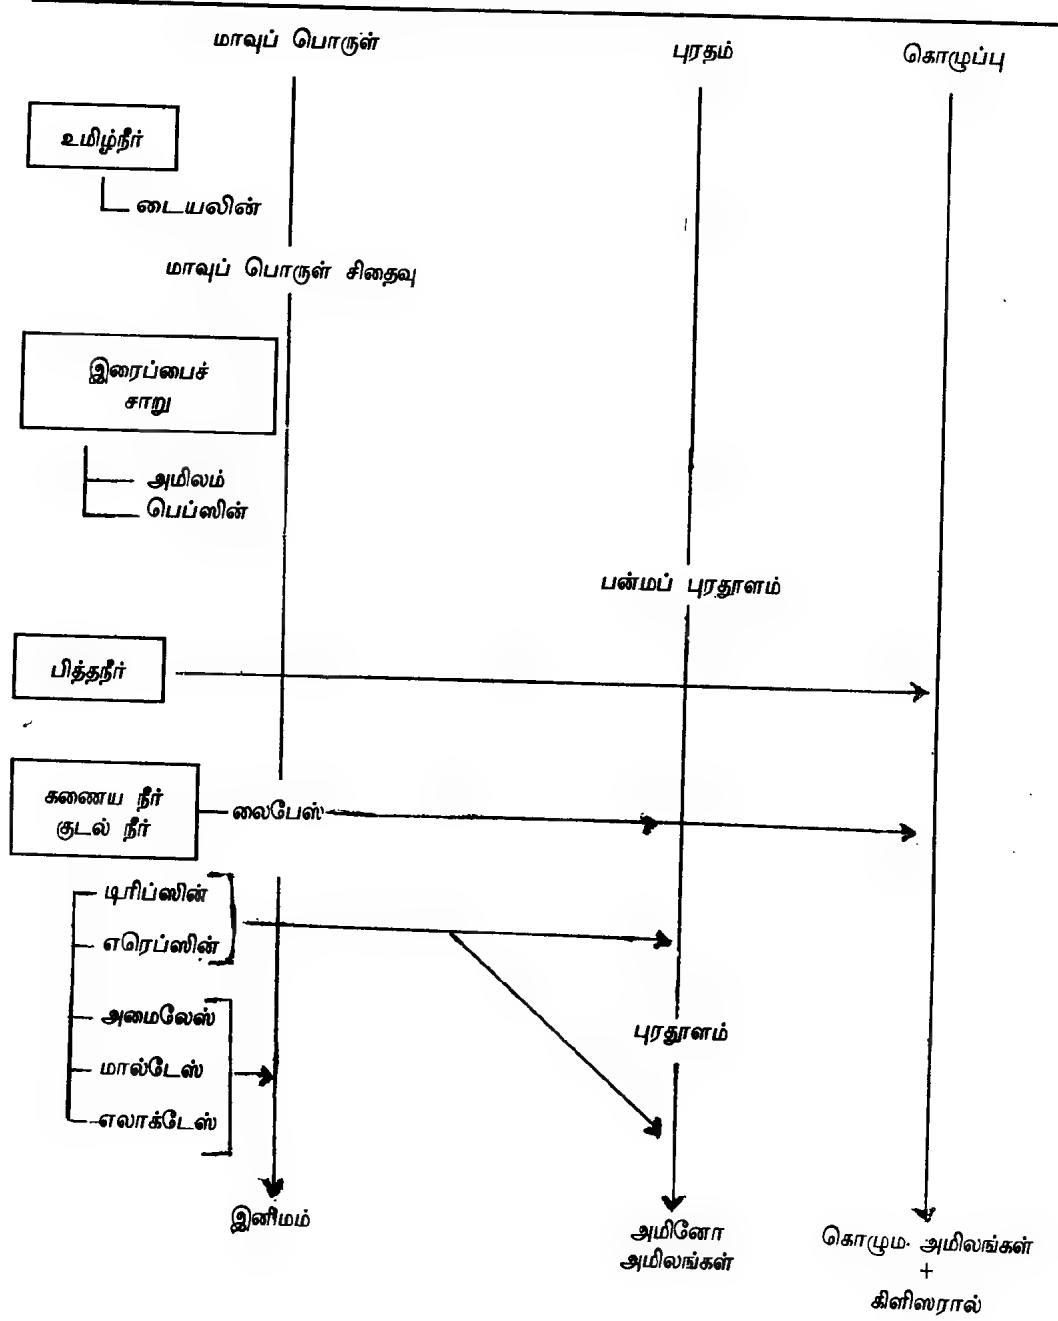 மாவுப் பொருள்
புரதம்
கொழுப்பு
உமிழ்நீர்
டையலின்
மாவுப் பொருள் சிதைவு
இரைப்பைச்
சாறு
அமிலம்
பெப்ஸின்
பன்மப் புரதூளம்
பித்தநீர்
கணைய நீர்
குடல் நீர்
லைபேஸ்
டிரிப்ஸின்
எரெப்ஸின்
அமைலேஸ்
மால்டேஸ்
எலாக்டேஸ்
புரதூளம்
இனிமம்
அமினோ
அமிலங்கள்
கொழும அமிலங்கள்
+
கிளிஸரால்